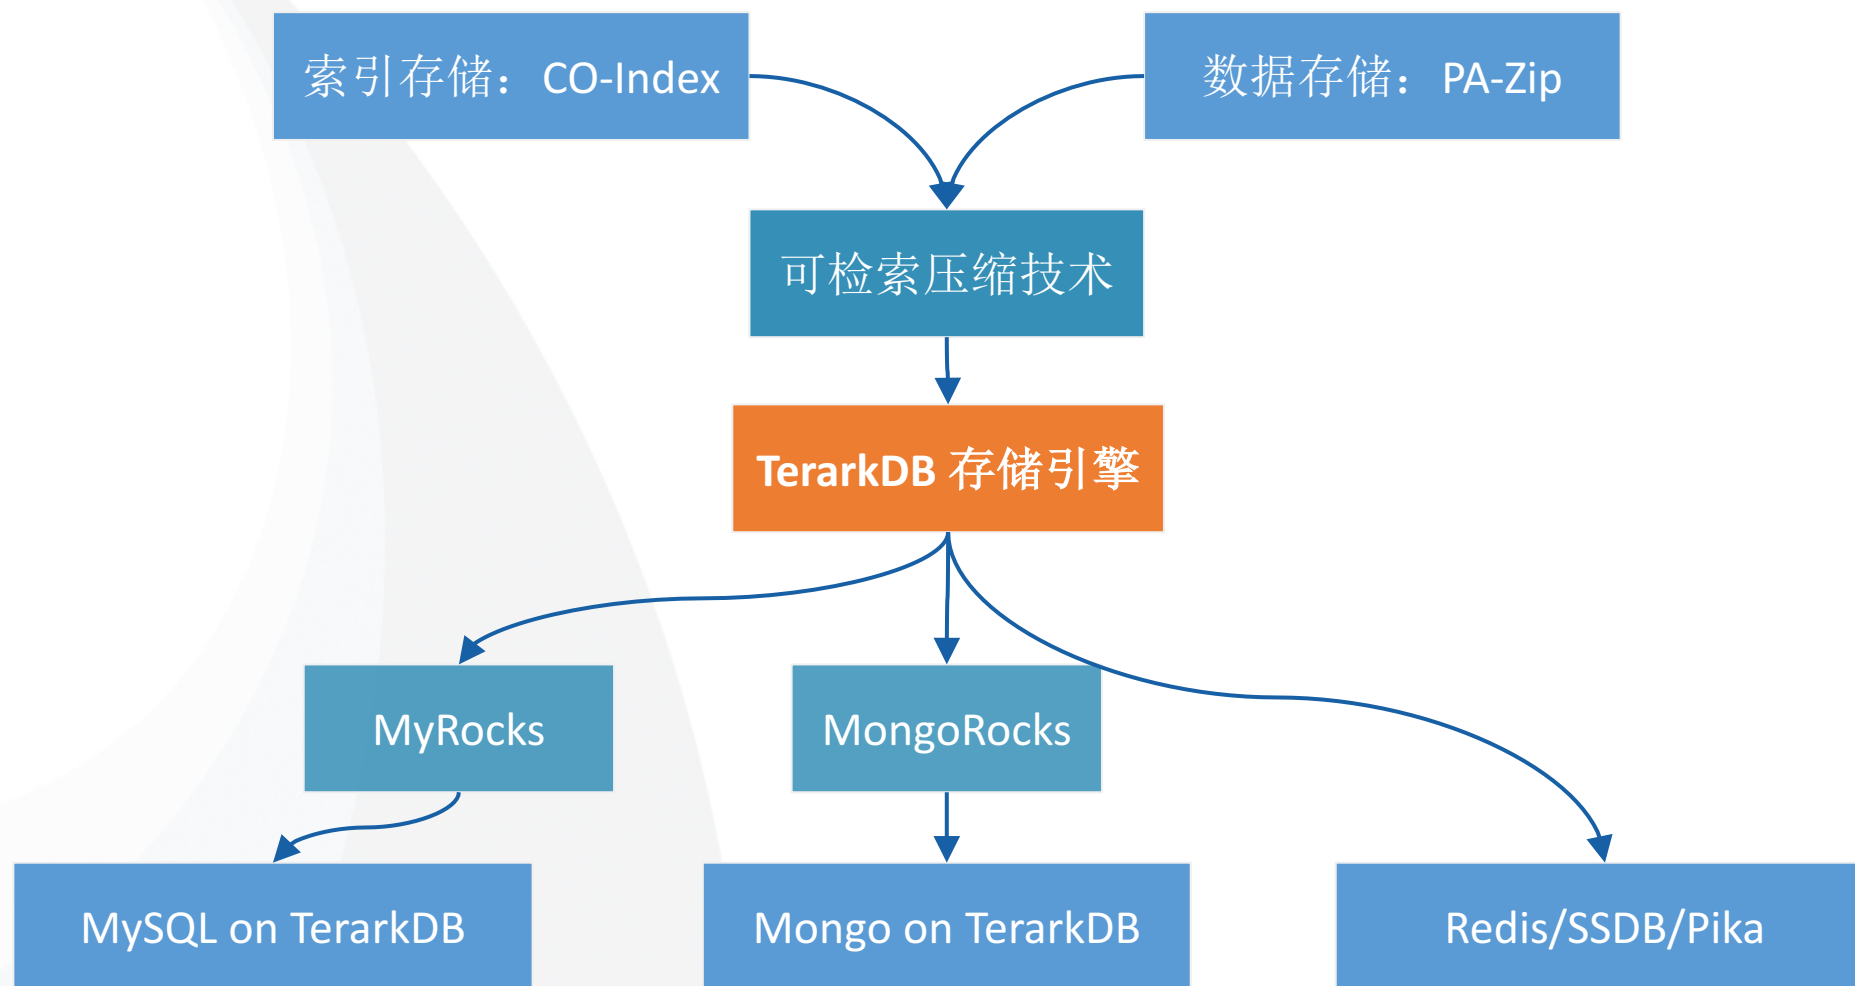 索引存储：CO-Index
数据存储：PA-Zip
可检索压缩技术
TerarkDB 存储引擎
MyRocks
MongoRocks
MySQL on TerarkDB
Mongo on TerarkDB
Redis/SSDB/Pika